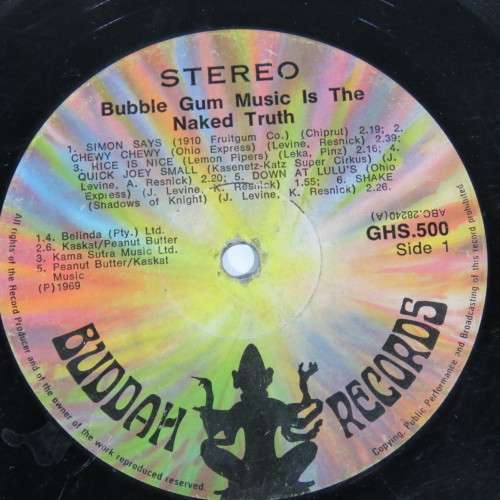 STEREO
Bubble Gum Music Is The
Naked Truth
1. SIMON SAYS (1910 Fruitgum Co.) (Chiprut) 2.19; 2.
CHEWY CHEWY (Ohio Express) (Levine, Resnick) 2.39;
3. HICE IS NICE (Lemon Pipers) (Leka, Pinz) 2.16; 4.
QUICK JOEY SMALL (Kasenetz-Katz Super Cirkus) (J.
Levine, A. Resnick) 2.20; 5. DOWN AT LULU'S (Ohio
Express) (J. Levine, K. Resnick) 1.55; 6. SHAKE
(Shadows of Knight) (J. Levine, K. Resnick) 2.26.
1.4. Belinda (Pty.) Ltd.
2.6. Kaskat/Peanut Butter
3. Kama Sutra Music Ltd.
5. Peanut Butter/Kaskat
Music
(P)1969
ABC.2824(4)
GHS.500
Side 1
BUDDAH RECORDS
All rights of the Record Producer and of the owner of the work reproduced reserved.
Copying, Public Performance and Broadcasting of this record prohibited.